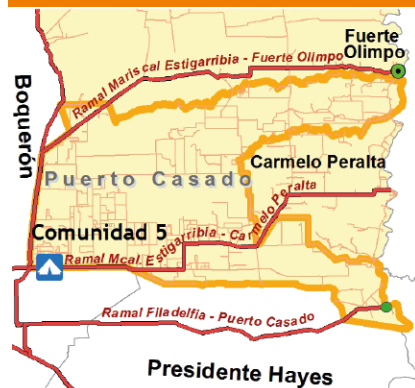 Fuerte
Olimpo
Ramal Mariscal Estigarribia - Fuerte Olimpo
Boquerón
Carmelo Peralta
Puerto Casado
Comunidad 5
Ramal Mcal. Estigarribia - Carmelo Peralta
Ramal Filadelfia - Puerto Casado
Presidente Hayes